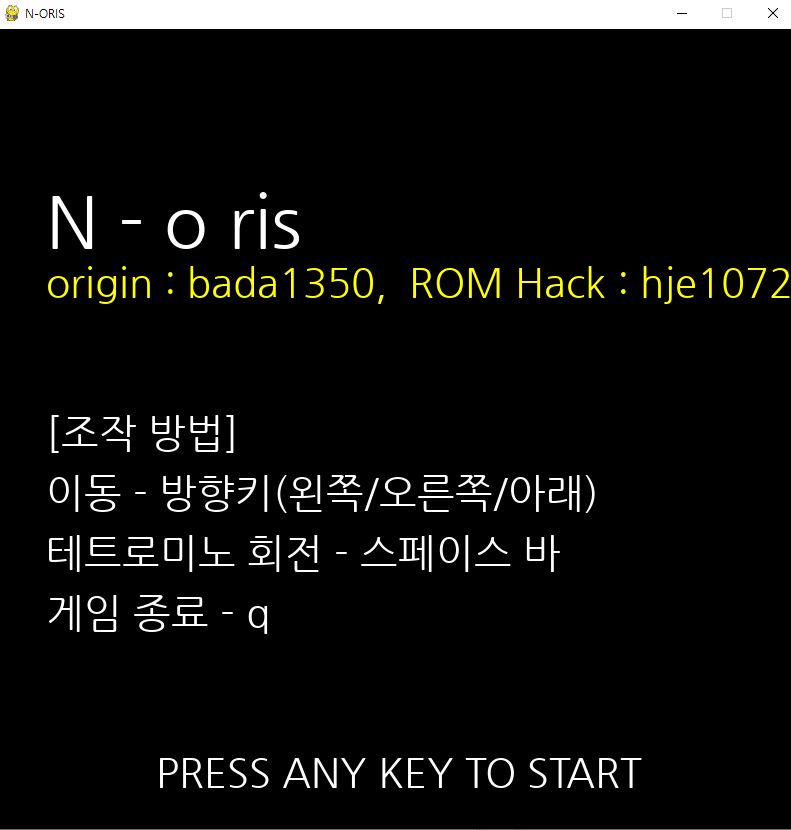 N-ORIS
N - o ris
origin : bada1350,  ROM Hack : hje1072
[조작 방법]
이동 - 방향키(왼쪽/오른쪽/아래)
테트로미노 회전 - 스페이스 바
게임 종료 - q
PRESS ANY KEY TO START